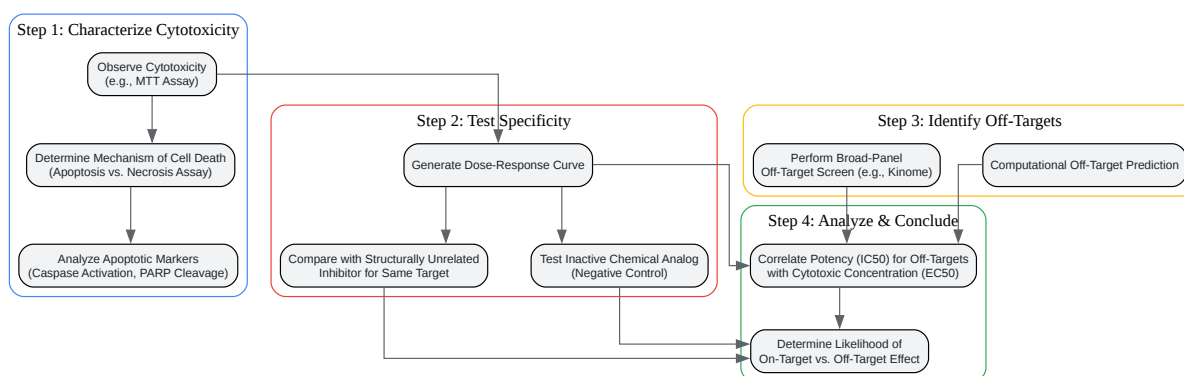 Step 1: Characterize Cytotoxicity
Observe Cytotoxicity
(e.g., MTT Assay)
Determine Mechanism of Cell Death
(Apoptosis vs. Necrosis Assay)
Analyze Apoptotic Markers
(Caspase Activation, PARP Cleavage)
Step 2: Test Specificity
Generate Dose-Response Curve
Compare with Structurally Unrelated
Inhibitor for Same Target
Test Inactive Chemical Analog
(Negative Control)
Step 3: Identify Off-Targets
Perform Broad-Panel
Off-Target Screen (e.g., Kinome)
Computational Off-Target Prediction
Step 4: Analyze & Conclude
Correlate Potency (IC50) for Off-Targets
with Cytotoxic Concentration (EC50)
Determine Likelihood of
On-Target vs. Off-Target Effect